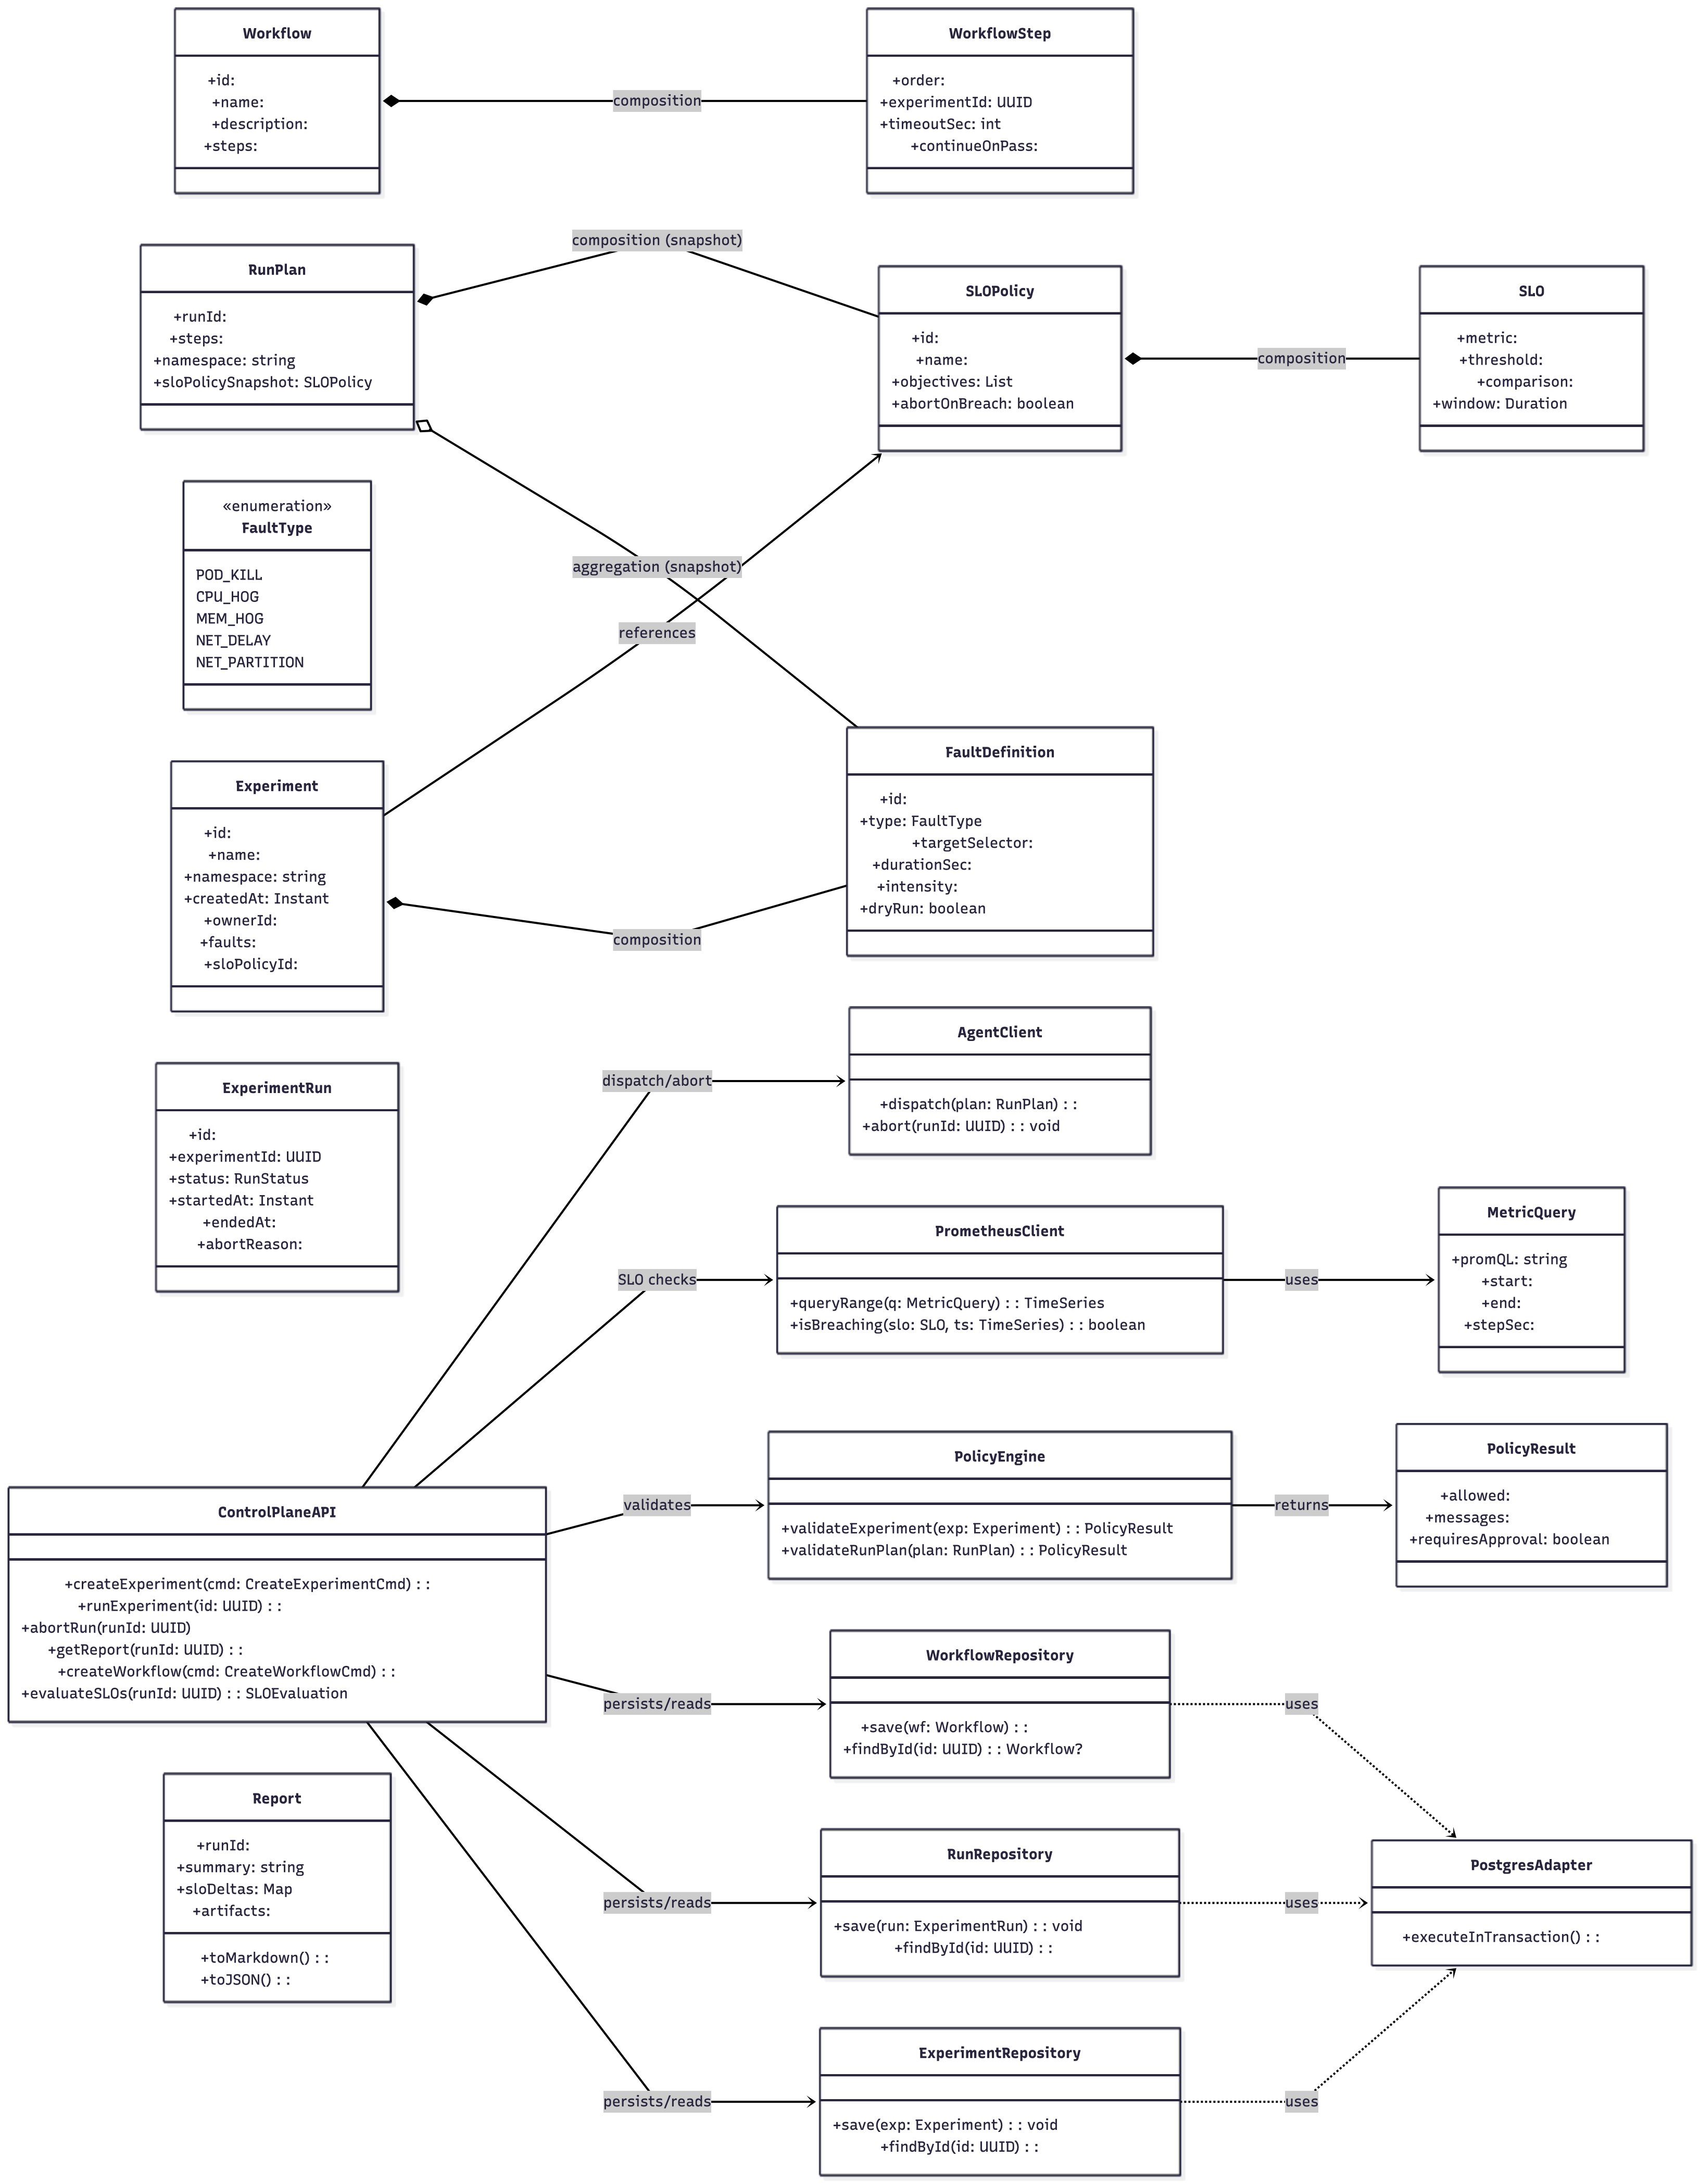 Workflow
+id:
+name:
+description:
+steps:
composition
WorkflowStep
+order:
+experimentId: UUID
+timeoutSec: int
+continueOnPass:
RunPlan
+runId:
+steps:
+namespace: string
+sloPolicySnapshot: SLOPolicy
composition (snapshot)
SLOPolicy
+id:
+name:
+objectives: List
+abortOnBreach: boolean
composition
SLO
+metric:
+threshold:
+comparison:
+window: Duration
«enumeration»
FaultType
POD_KILL
CPU_HOG
MEM_HOG
NET_DELAY
NET_PARTITION
aggregation (snapshot)
references
Experiment
+id:
+name:
+namespace: string
+createdAt: Instant
+ownerId:
+faults:
+sloPolicyId:
composition
FaultDefinition
+id:
+type: FaultType
+targetSelector:
+durationSec:
+intensity:
+dryRun: boolean
ExperimentRun
+id:
+experimentId: UUID
+status: RunStatus
+startedAt: Instant
+endedAt:
+abortReason:
dispatch/abort
AgentClient
+dispatch(plan: RunPlan) : :
+abort(runId: UUID) : : void
SLO checks
PrometheusClient
+queryRange(q: MetricQuery) : : TimeSeries
+isBreaching(slo: SLO, ts: TimeSeries) : : boolean
uses
MetricQuery
+promQL: string
+start:
+end:
+stepSec:
ControlPlaneAPI
+createExperiment(cmd: CreateExperimentCmd) : :
+runExperiment(id: UUID) : :
+abortRun(runId: UUID)
+getReport(runId: UUID) : :
+createWorkflow(cmd: CreateWorkflowCmd) : :
+evaluateSLOs(runId: UUID) : : SLOEvaluation
validates
PolicyEngine
+validateExperiment(exp: Experiment) : : PolicyResult
+validateRunPlan(plan: RunPlan) : : PolicyResult
returns
PolicyResult
+allowed:
+messages:
+requiresApproval: boolean
persists/reads
WorkflowRepository
+save(wf: Workflow) : :
+findById(id: UUID) : : Workflow?
uses
Report
+runId:
+summary: string
+sloDeltas: Map
+artifacts:
+toMarkdown() : :
+toJSON() : :
persists/reads
RunRepository
+save(run: ExperimentRun) : : void
+findById(id: UUID) : :
uses
PostgresAdapter
+executeInTransaction() : :
persists/reads
ExperimentRepository
+save(exp: Experiment) : : void
+findById(id: UUID) : :
uses